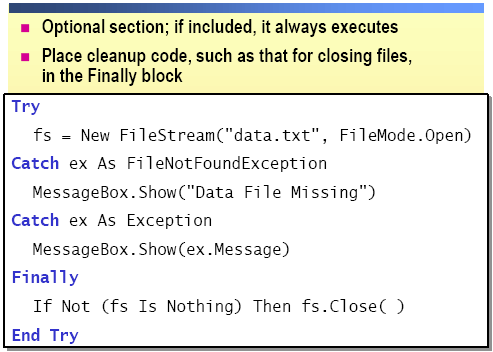 Optional section; if included, it always executes
Place cleanup code, such as that for closing files,
in the Finally block
Try
fs = New FileStream("data.txt", FileMode.Open)
Catch ex As FileNotFoundException
MessageBox.Show("Data File Missing")
Catch ex As Exception
MessageBox.Show(ex.Message)
Finally
If Not (fs Is Nothing) Then fs.Close( )
End Try